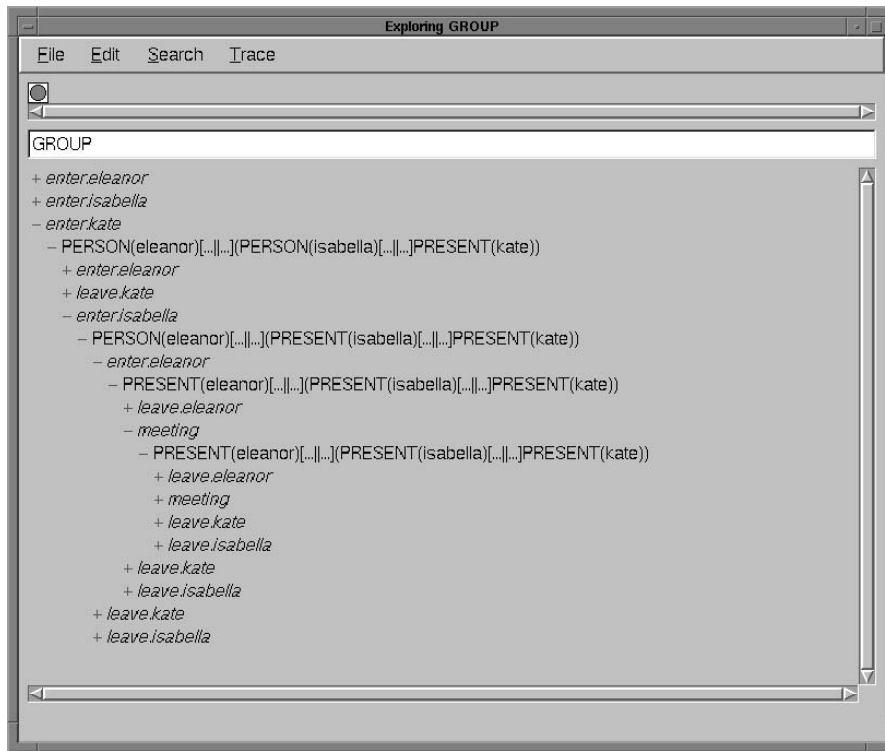 Exploring GROUP
File Edit Search Trace
GROUP
+ enter.eleanor
+ enter.isabella
– enter.kate
– PERSON(eleanor)[...||...](PERSON(isabella)[...||...]PRESENT(kate))
+ enter.eleanor
+ leave.kate
– enter.isabella
– PERSON(eleanor)[...||...](PRESENT(isabella)[...||...]PRESENT(kate))
– enter.eleanor
– PRESENT(eleanor)[...||...](PRESENT(isabella)[...||...]PRESENT(kate))
+ leave.eleanor
– meeting
– PRESENT(eleanor)[...||...](PRESENT(isabella)[...||...]PRESENT(kate))
+ leave.eleanor
+ meeting
+ leave.kate
+ leave.isabella
+ leave.kate
+ leave.isabella
+ leave.kate
+ leave.isabella